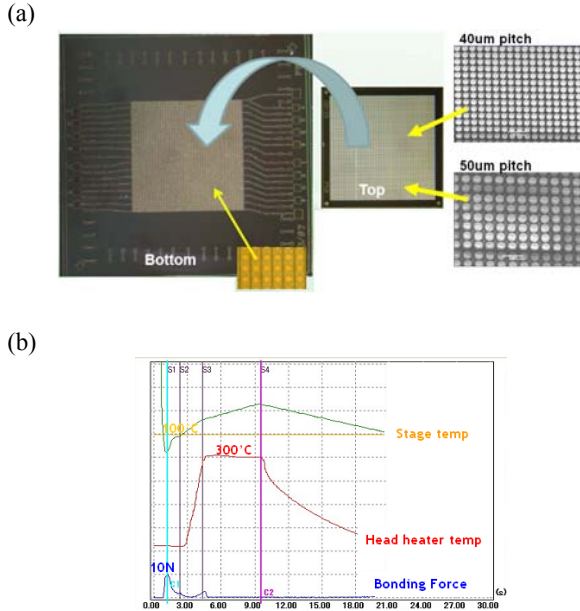 (a)
40um pitch
50um pitch
Top
Bottom
(b)
S1 S2 S3 S4
100°C
Stage temp
300°C
Head heater temp
10N
C1
Bonding Force
C2
0.00 3.00 6.00 9.00 12.00 15.00 18.00 21.00 24.00 27.00 30.00